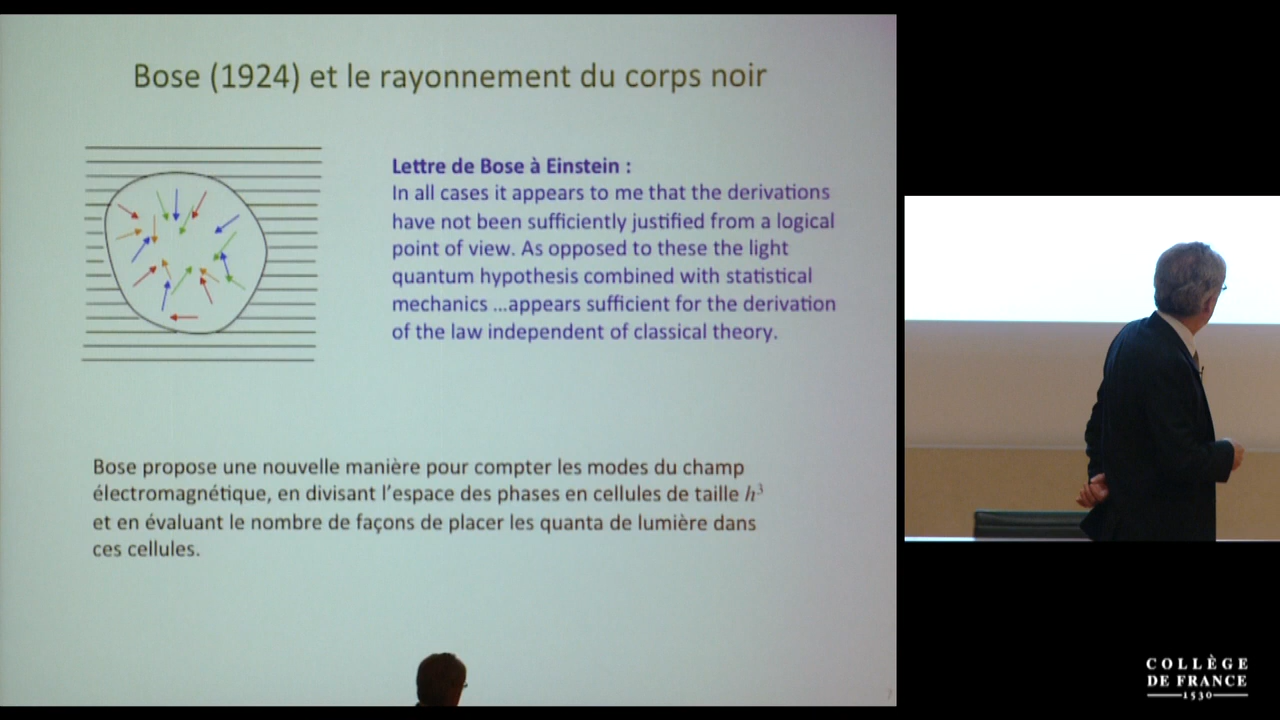 Bose (1924) et le rayonnement du corps noir
Lettre de Bose à Einstein :
In all cases it appears to me that the derivations
have not been sufficiently justified from a logical
point of view. As opposed to these the light
quantum hypothesis combined with statistical
mechanics ...appears sufficient for the derivation
of the law independent of classical theory.
Bose propose une nouvelle manière pour compter les modes du champ
électromagnétique, en divisant l'espace des phases en cellules de taille h³
et en évaluant le nombre de façons de placer les quanta de lumière dans
ces cellules.
7
COLLÈGE
DE FRANCE
1530